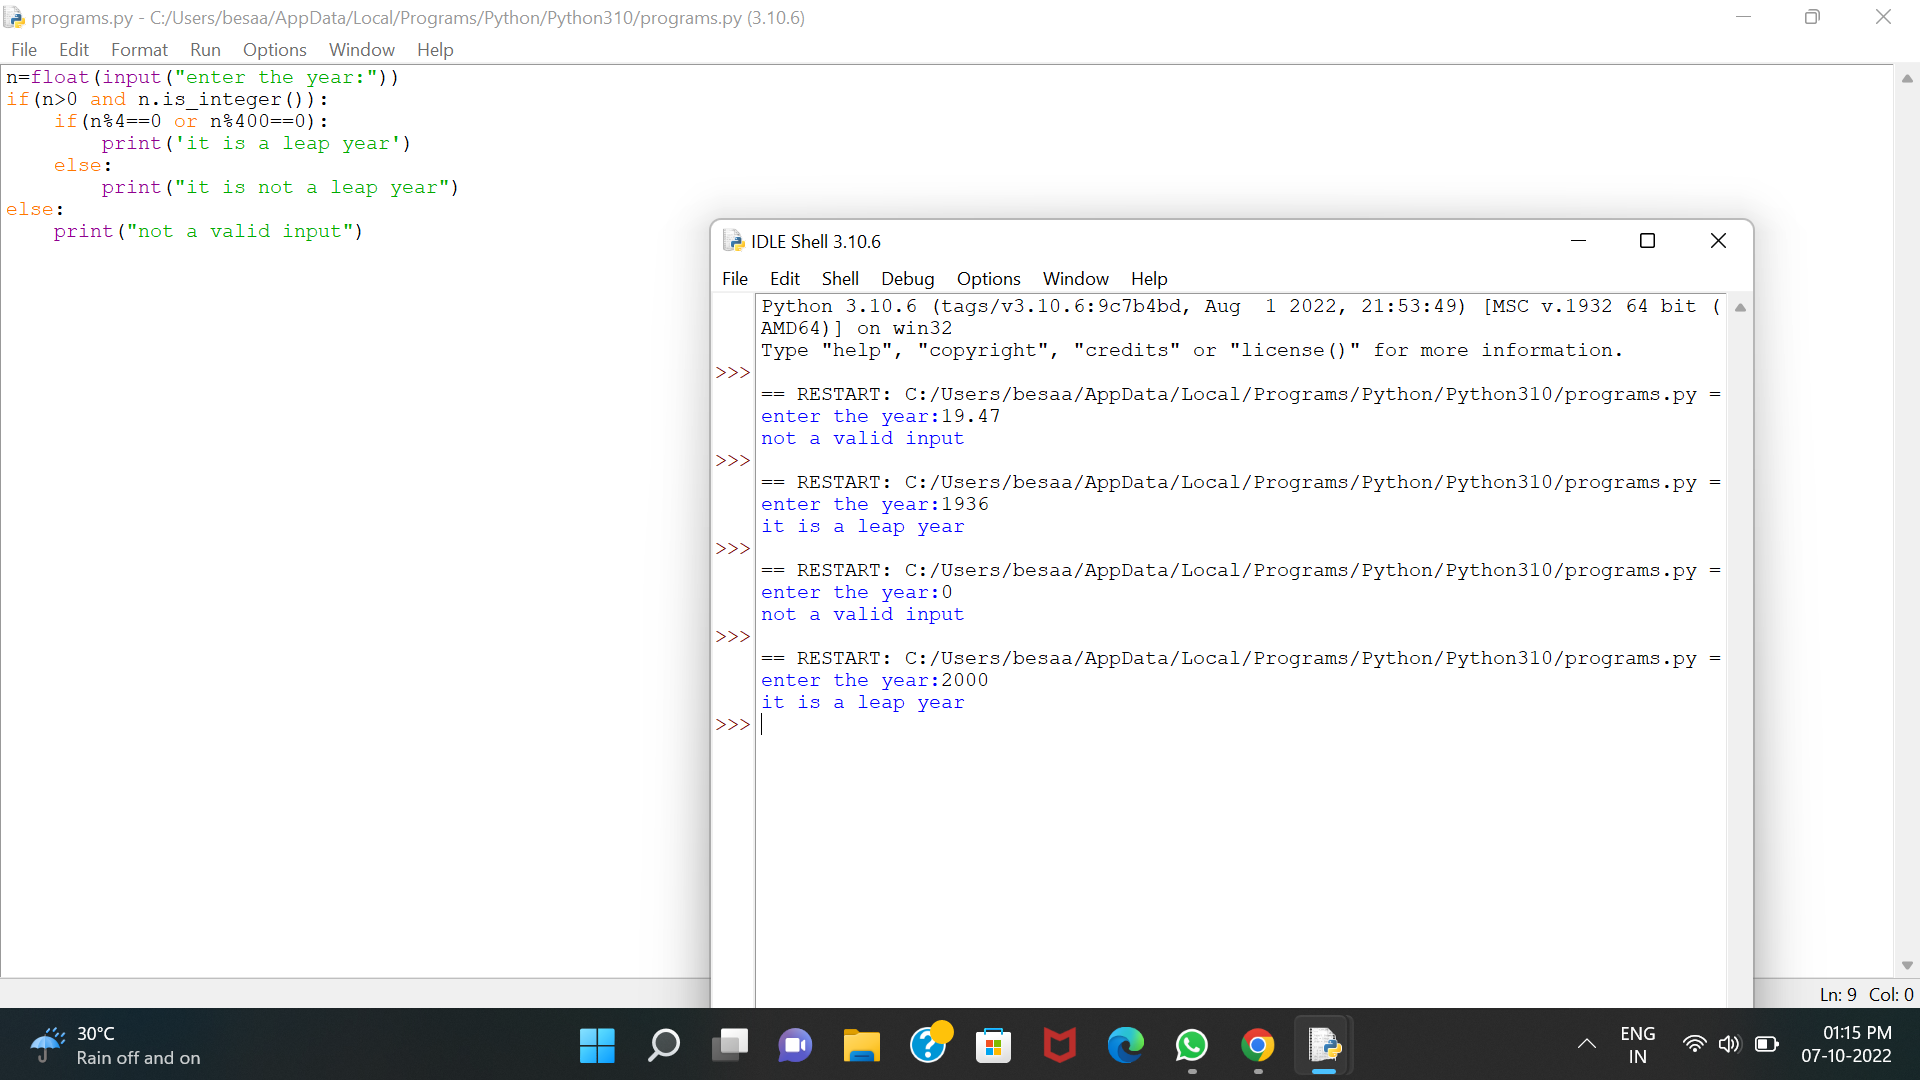 programs.py - C:/Users/besaa/AppData/Local/Programs/Python/Python310/programs.py (3.10.6)
File Edit Format Run Options Window Help
n=float(input("enter the year:"))
if(n>0 and n.is_integer()):
    if(n%4==0 or n%400==0):
        print('it is a leap year')
    else:
        print("it is not a leap year")
else:
    print("not a valid input")
IDLE Shell 3.10.6
File Edit Shell Debug Options Window Help
Python 3.10.6 (tags/v3.10.6:9c7b4bd, Aug  1 2022, 21:53:49) [MSC v.1932 64 bit (
AMD64)] on win32
Type "help", "copyright", "credits" or "license()" for more information.
>>>
== RESTART: C:/Users/besaa/AppData/Local/Programs/Python/Python310/programs.py =
enter the year:19.47
not a valid input
>>>
== RESTART: C:/Users/besaa/AppData/Local/Programs/Python/Python310/programs.py =
enter the year:1936
it is a leap year
>>>
== RESTART: C:/Users/besaa/AppData/Local/Programs/Python/Python310/programs.py =
enter the year:0
not a valid input
>>>
== RESTART: C:/Users/besaa/AppData/Local/Programs/Python/Python310/programs.py =
enter the year:2000
it is a leap year
>>>
Ln: 9 Col: 0
30°C
Rain off and on
ENG
IN
01:15 PM
07-10-2022